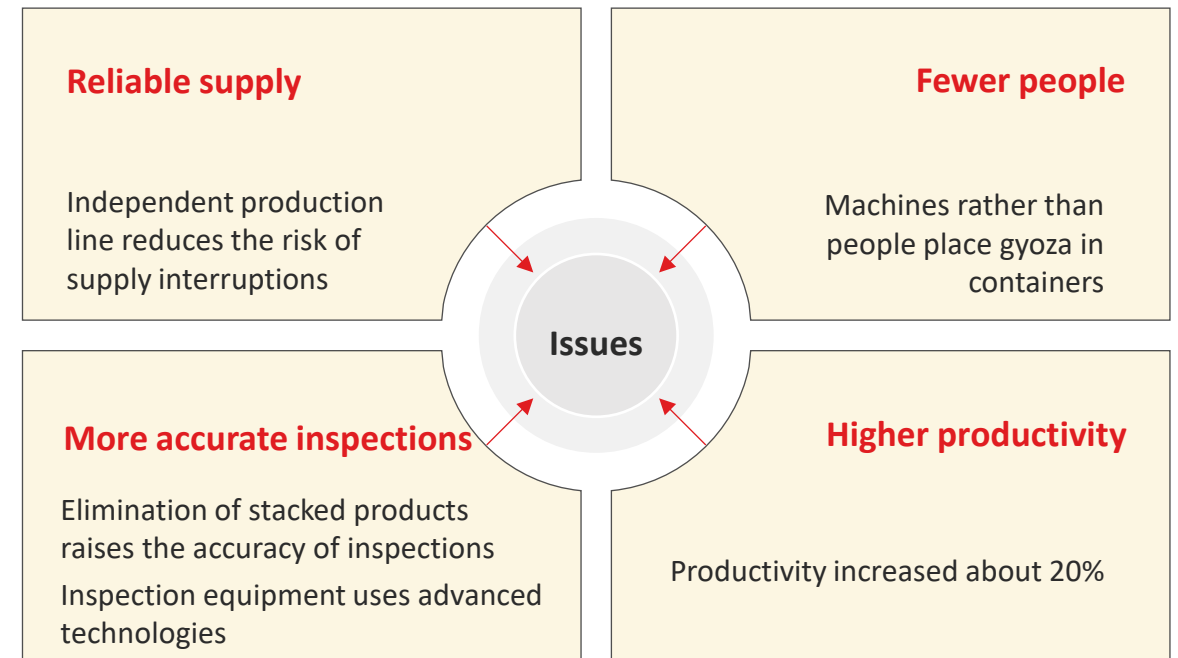 Reliable supply
Independent production
line reduces the risk of
supply interruptions
Fewer people
Machines rather than
people place gyoza in
containers
Issues
More accurate inspections
Elimination of stacked products
raises the accuracy of inspections
Inspection equipment uses advanced
technologies
Higher productivity
Productivity increased about 20%